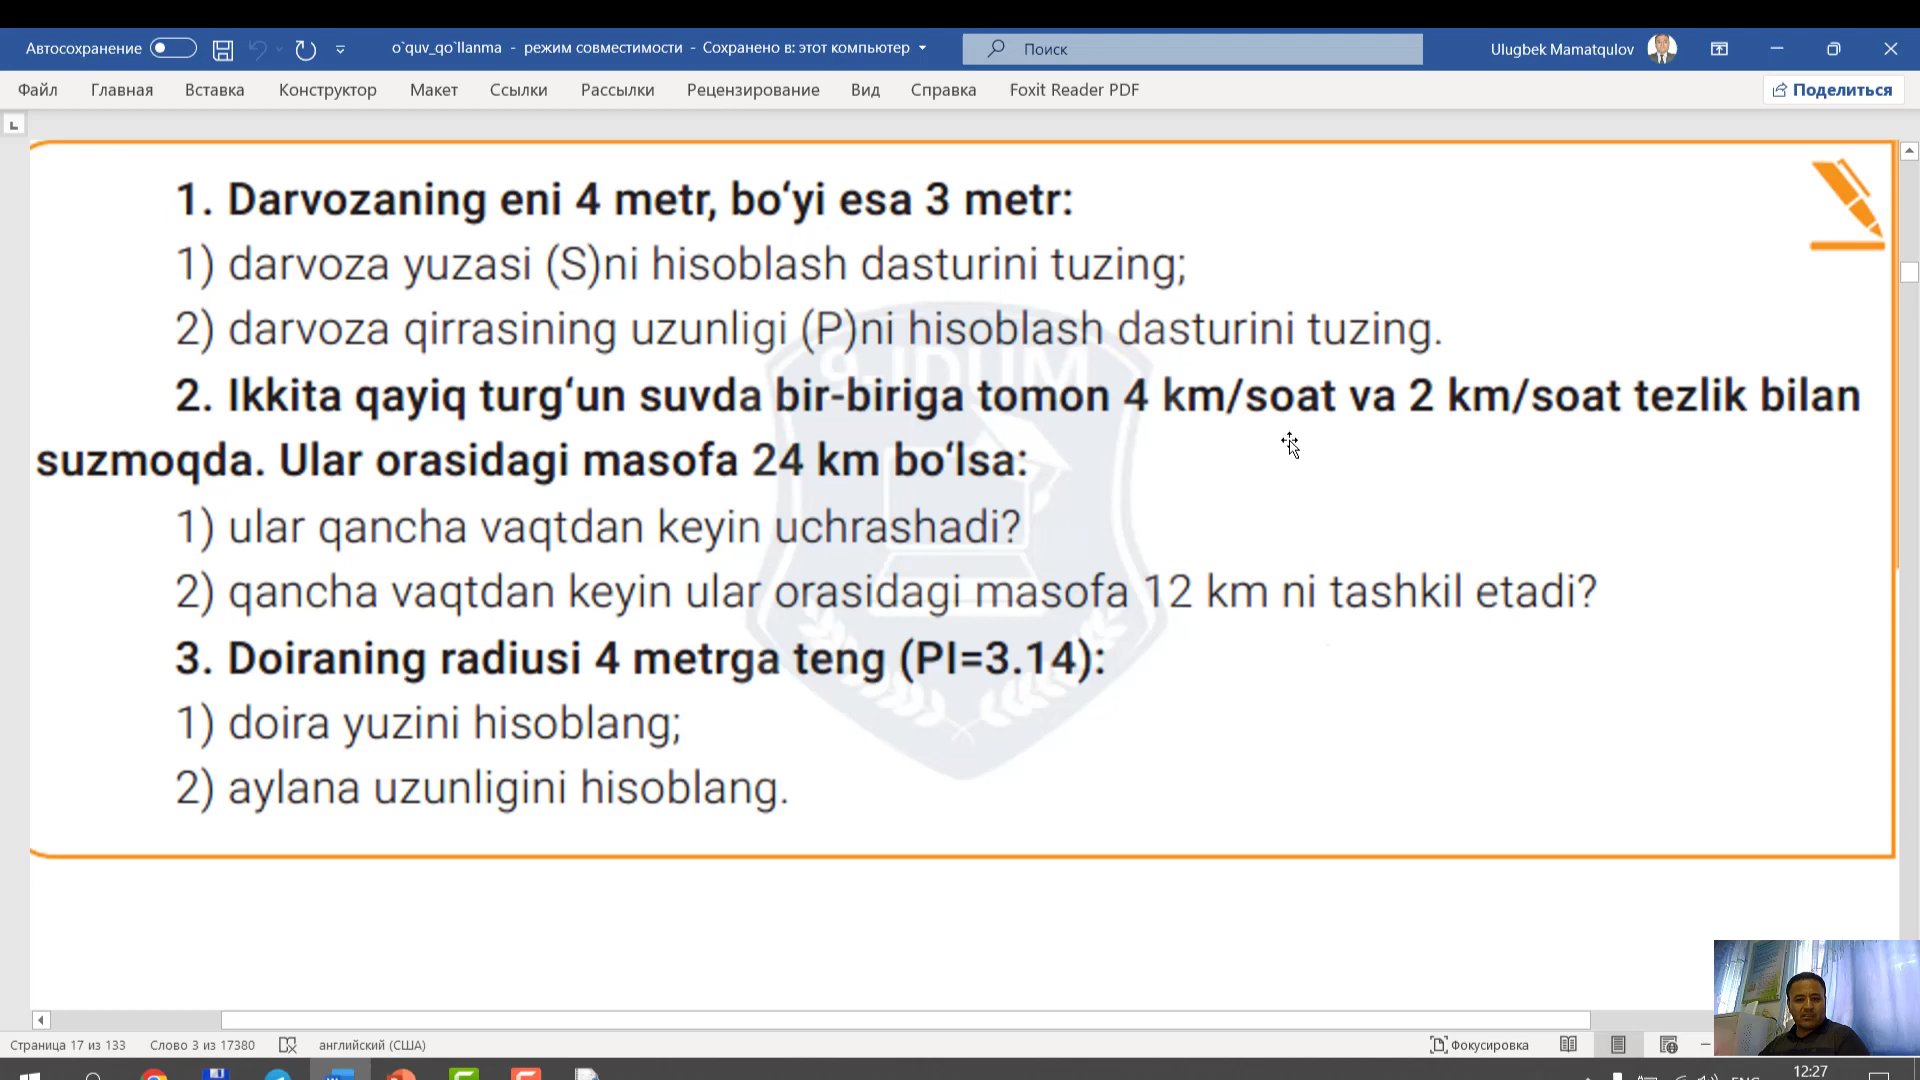 Автосохранение
o`quv_qo`llanma - режим совместимости - Сохранено в: этот компьютер
Поиск
Ulugbek Mamatqulov
Файл Главная Вставка Конструктор Макет Ссылки Рассылки Рецензирование Вид Справка Foxit Reader PDF Поделиться
1. Darvozaning eni 4 metr, bo‘yi esa 3 metr:
1) darvoza yuzasi (S)ni hisoblash dasturini tuzing;
2) darvoza qirrasining uzunligi (P)ni hisoblash dasturini tuzing.
9-IDUM
2. Ikkita qayiq turg‘un suvda bir-biriga tomon 4 km/soat va 2 km/soat tezlik bilan
suzmoqda. Ular orasidagi masofa 24 km bo‘lsa:
1) ular qancha vaqtdan keyin uchrashadi?
2) qancha vaqtdan keyin ular orasidagi masofa 12 km ni tashkil etadi?
3. Doiraning radiusi 4 metrga teng (PI=3.14):
1) doira yuzini hisoblang;
2) aylana uzunligini hisoblang.
Страница 17 из 133 Слово 3 из 17380 английский (США) Фокусировка
12:27